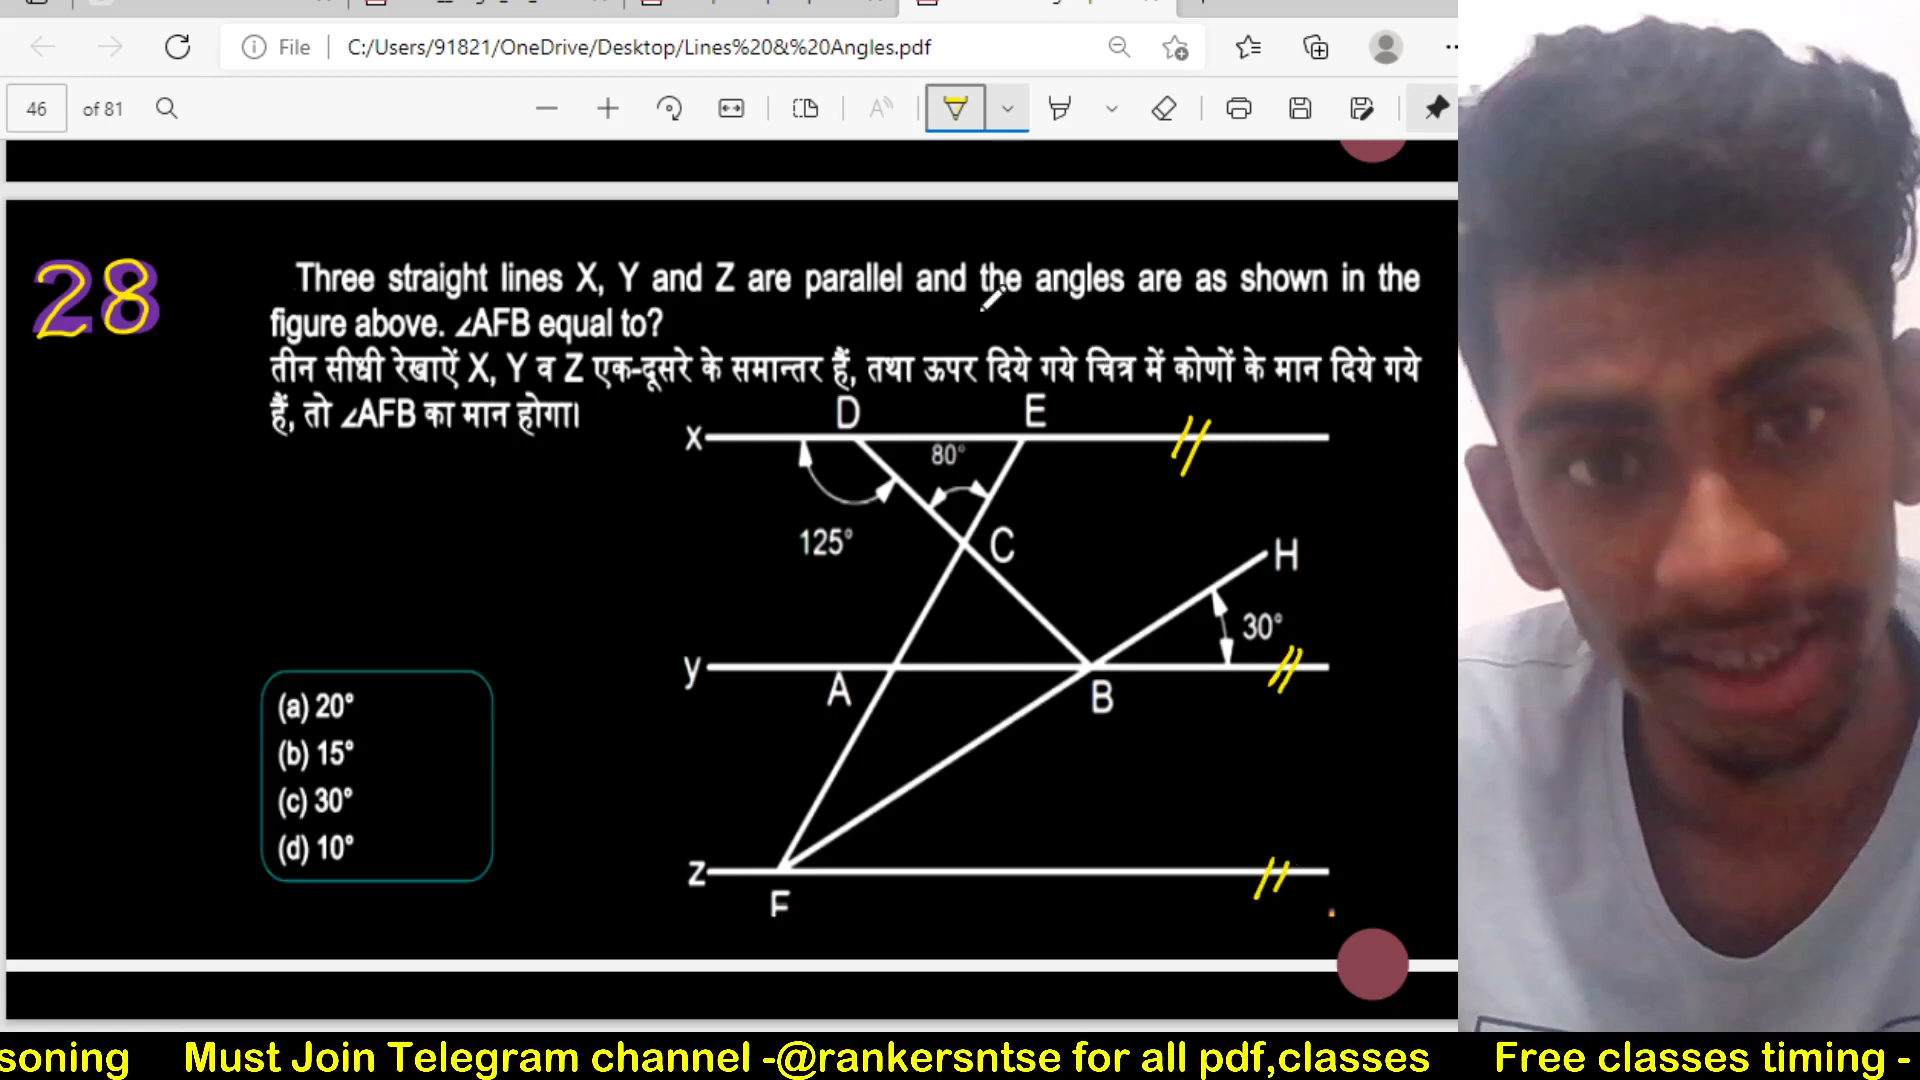 File C:/Users/91821/OneDrive/Desktop/Lines%20&%20Angles.pdf
46 of 81
28
Three straight lines X, Y and Z are parallel and the angles are as shown in the
figure above. ∠AFB equal to?
तीन सीधी रेखाऐं X, Y व Z एक-दूसरे के समान्तर हैं, तथा ऊपर दिये गये चित्र में कोणों के मान दिये गये
हैं, तो ∠AFB का मान होगा।
D E
x
80°
125°
C
H
30°
y
A
B
(a) 20°
(b) 15°
(c) 30°
(d) 10°
z
F
soning Must Join Telegram channel -@rankersntse for all pdf,classes Free classes timing -